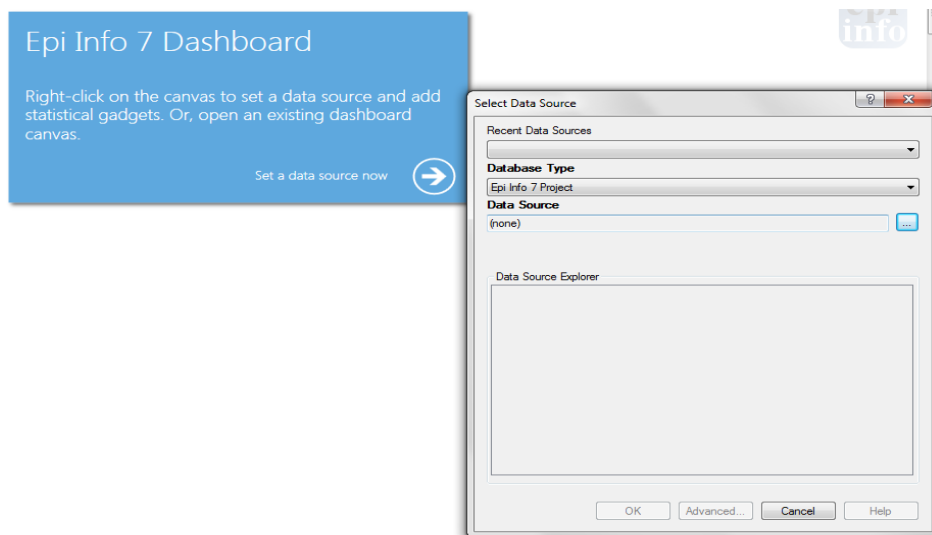 Epi Info 7 Dashboard
Right-click on the canvas to set a data source and add
statistical gadgets. Or, open an existing dashboard
canvas.
Set a data source now
epi
info
Select Data Source
?
Recent Data Sources
Database Type
Epi Info 7 Project
Data Source
(none)
...
Data Source Explorer
OK
Advanced...
Cancel
Help